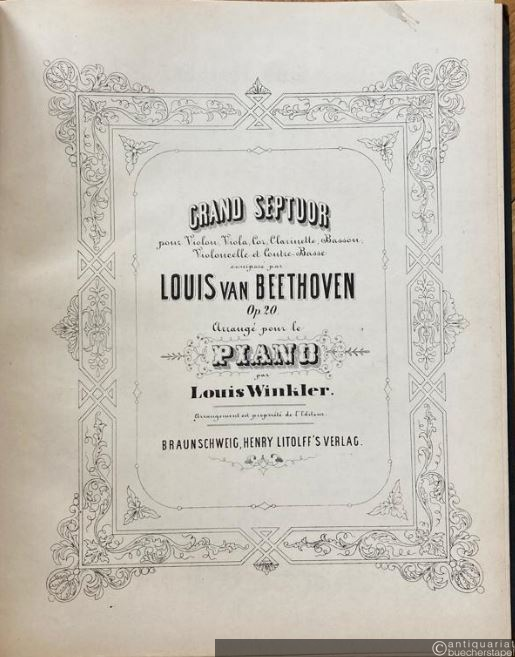 GRAND SEPTUOR
pour Violon, Viola, Cor, Clarinette, Basson,
Violoncelle et Contre-Basse
composé par
LOUIS VAN BEETHOVEN
Op. 20
Arrangé pour le
PIANO
par
Louis Winkler.
Arrangement est propriété de l'Editeur.
BRAUNSCHWEIG, HENRY LITOLFF'S VERLAG.
©antiquariat
buecherstapel